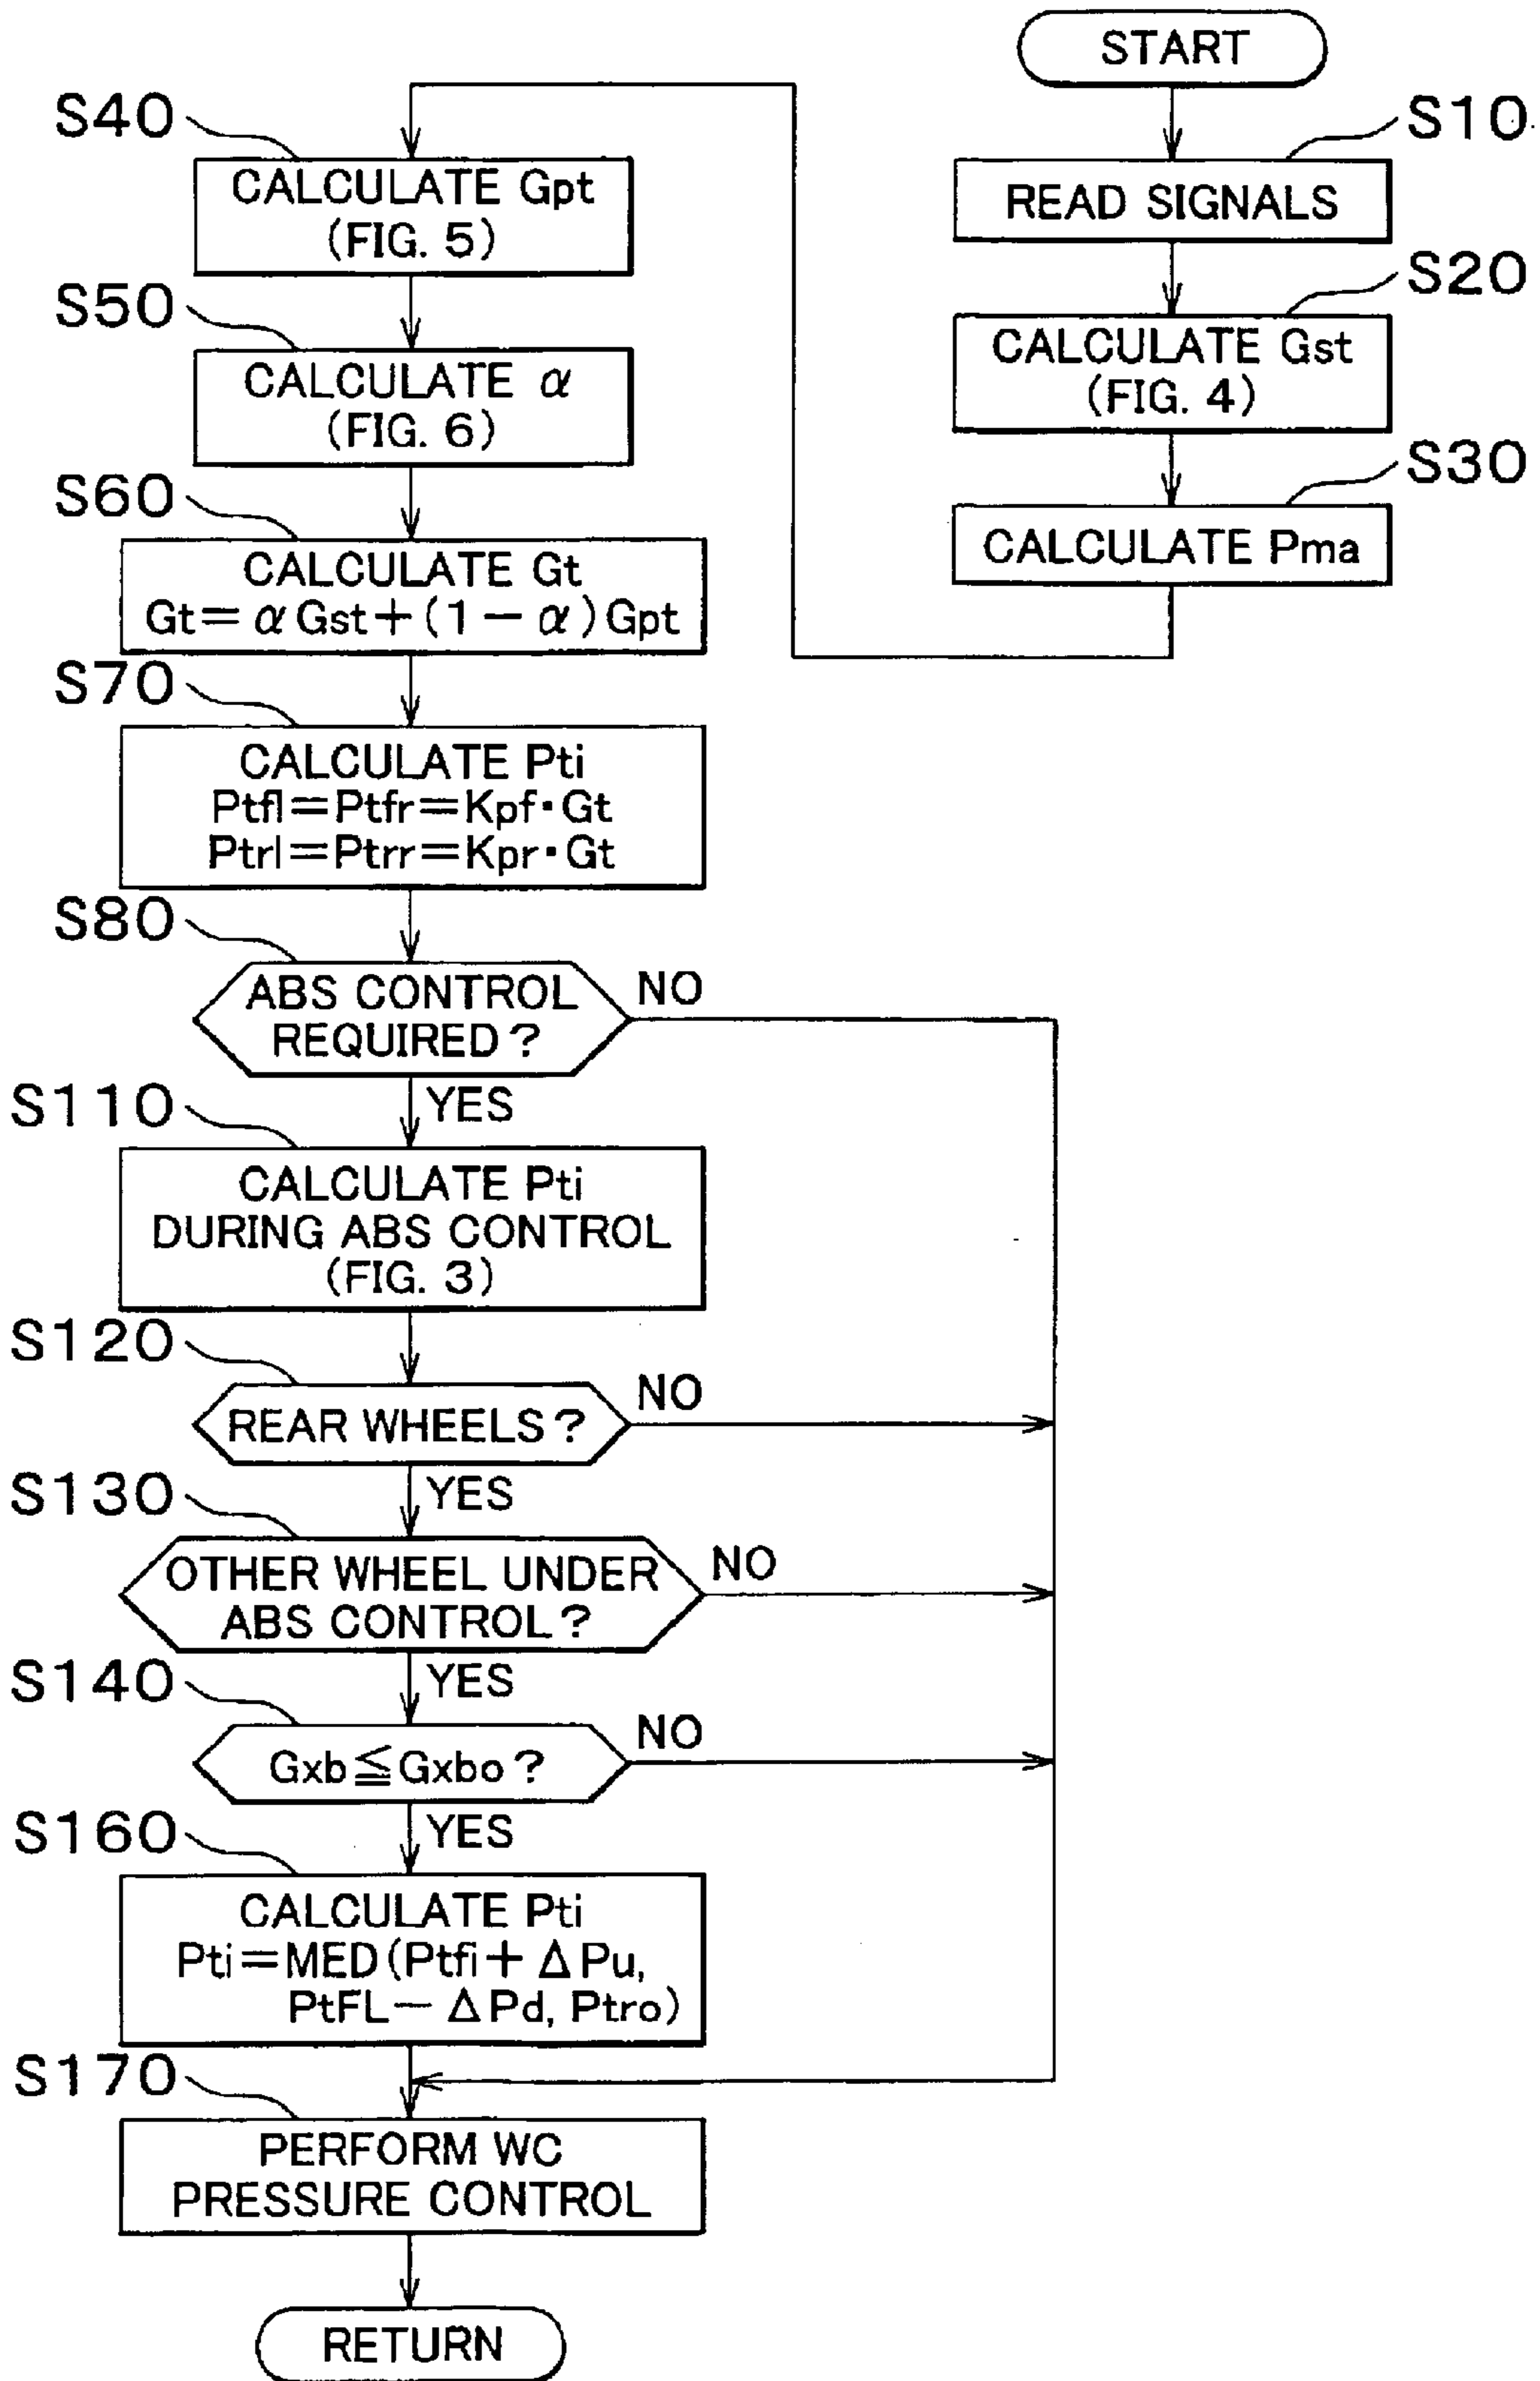 START
S10
READ SIGNALS
S20
CALCULATE Gst
(FIG. 4)
S30
CALCULATE Pma
S40
CALCULATE Gpt
(FIG. 5)
S50
CALCULATE α
(FIG. 6)
S60
CALCULATE Gt
Gt=αGst+(1-α)Gpt
S70
CALCULATE Pti
Ptfl=Ptfr=Kpf·Gt
Ptrl=Ptrr=Kpr·Gt
S80
ABS CONTROL
REQUIRED?
NO
YES
S110
CALCULATE Pti
DURING ABS CONTROL
(FIG. 3)
S120
REAR WHEELS?
NO
YES
S130
OTHER WHEEL UNDER
ABS CONTROL?
NO
YES
S140
Gxb≦Gxbo?
NO
YES
S160
CALCULATE Pti
Pti=MED(Ptfi+ΔPu,
PtFL-ΔPd, Ptro)
S170
PERFORM WC
PRESSURE CONTROL
RETURN